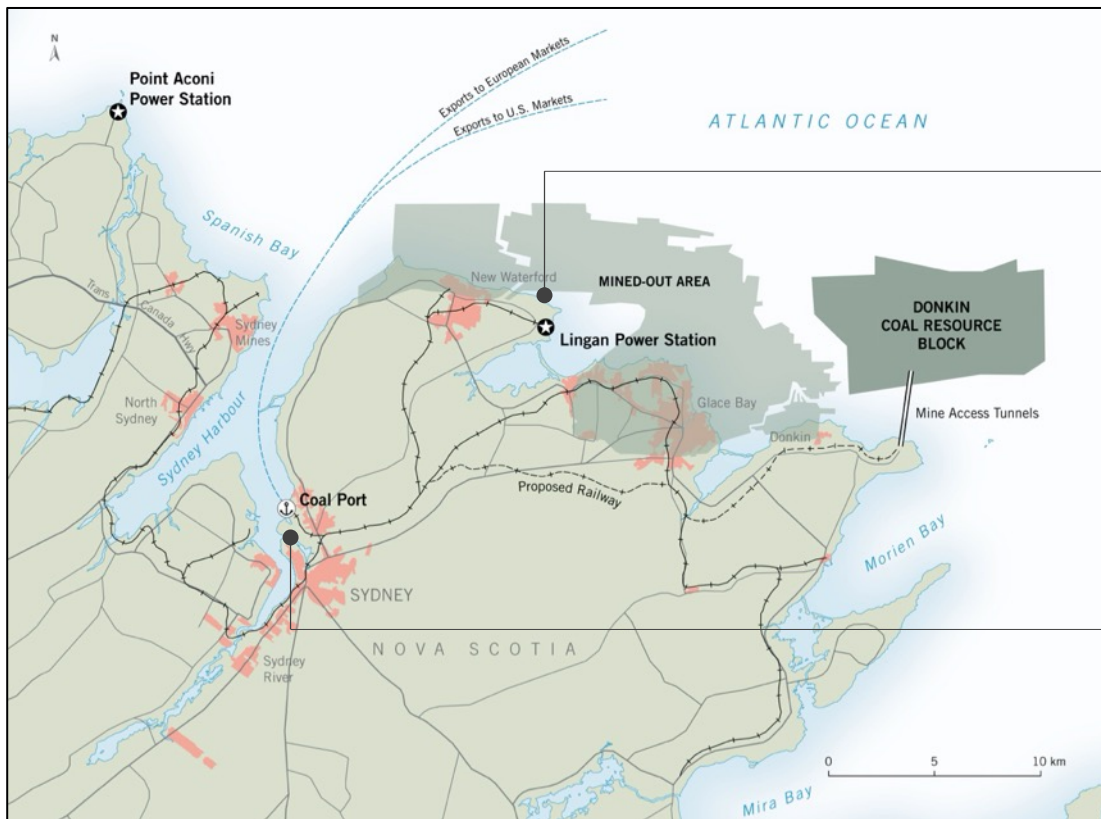 N
Point Aconi
Power Station
Exports to European Markets
Exports to U.S. Markets
ATLANTIC OCEAN
Spanish Bay
New Waterford
MINED-OUT AREA
DONKIN
COAL RESOURCE
BLOCK
Trans Canada Hwy
Sydney
Mines
Lingan Power Station
North
Sydney
Sydney Harbour
Glace Bay
Donkin
Mine Access Tunnels
Proposed Railway
Coal Port
Morien Bay
SYDNEY
NOVA SCOTIA
Sydney
River
0 5 10 km
Mira Bay